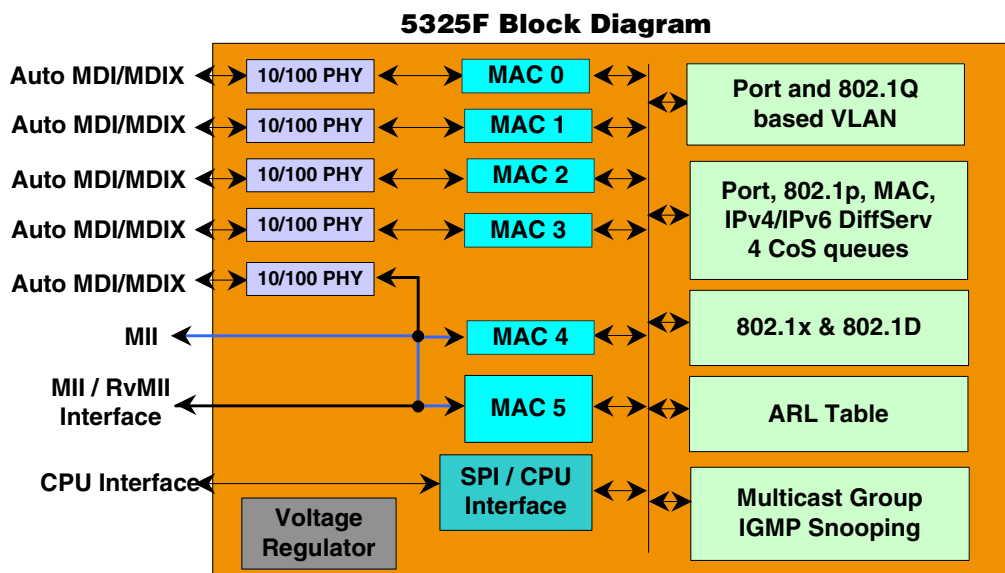 5325F Block Diagram
Auto MDI/MDIX
10/100 PHY
MAC 0
Auto MDI/MDIX
10/100 PHY
MAC 1
Auto MDI/MDIX
10/100 PHY
MAC 2
Auto MDI/MDIX
10/100 PHY
MAC 3
Auto MDI/MDIX
10/100 PHY
MII
MAC 4
MII / RvMII
Interface
MAC 5
CPU Interface
SPI / CPU
Interface
Voltage
Regulator
Port and 802.1Q
based VLAN
Port, 802.1p, MAC,
IPv4/IPv6 DiffServ
4 CoS queues
802.1x & 802.1D
ARL Table
Multicast Group
IGMP Snooping